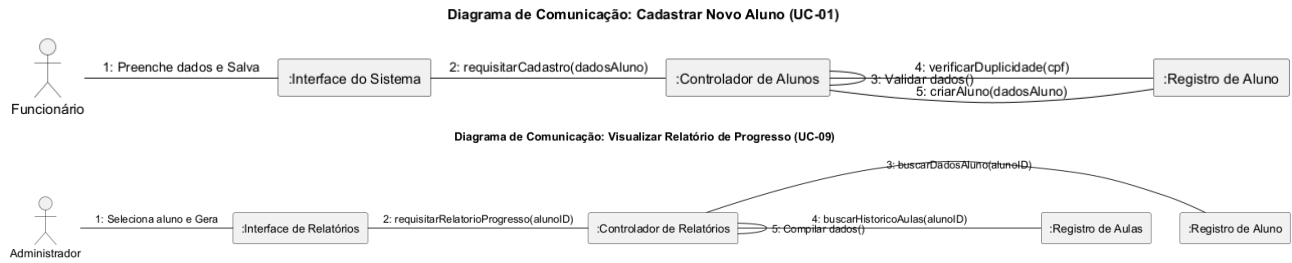 Diagrama de Comunicação: Cadastrar Novo Aluno (UC-01)
1: Preenche dados e Salva
:Interface do Sistema
2: requisitarCadastro(dadosAluno)
:Controlador de Alunos
4: verificarDuplicidade(cpf)
3: Validar dados()
5: criarAluno(dadosAluno)
:Registro de Aluno
Funcionário
Diagrama de Comunicação: Visualizar Relatório de Progresso (UC-09)
3: buscarDadosAluno(alunoID)
1: Seleciona aluno e Gera
:Interface de Relatórios
2: requisitarRelatorioProgresso(alunoID)
:Controlador de Relatórios
4: buscarHistoricoAulas(alunoID)
5: Compilar dados()
:Registro de Aulas
:Registro de Aluno
Administrador